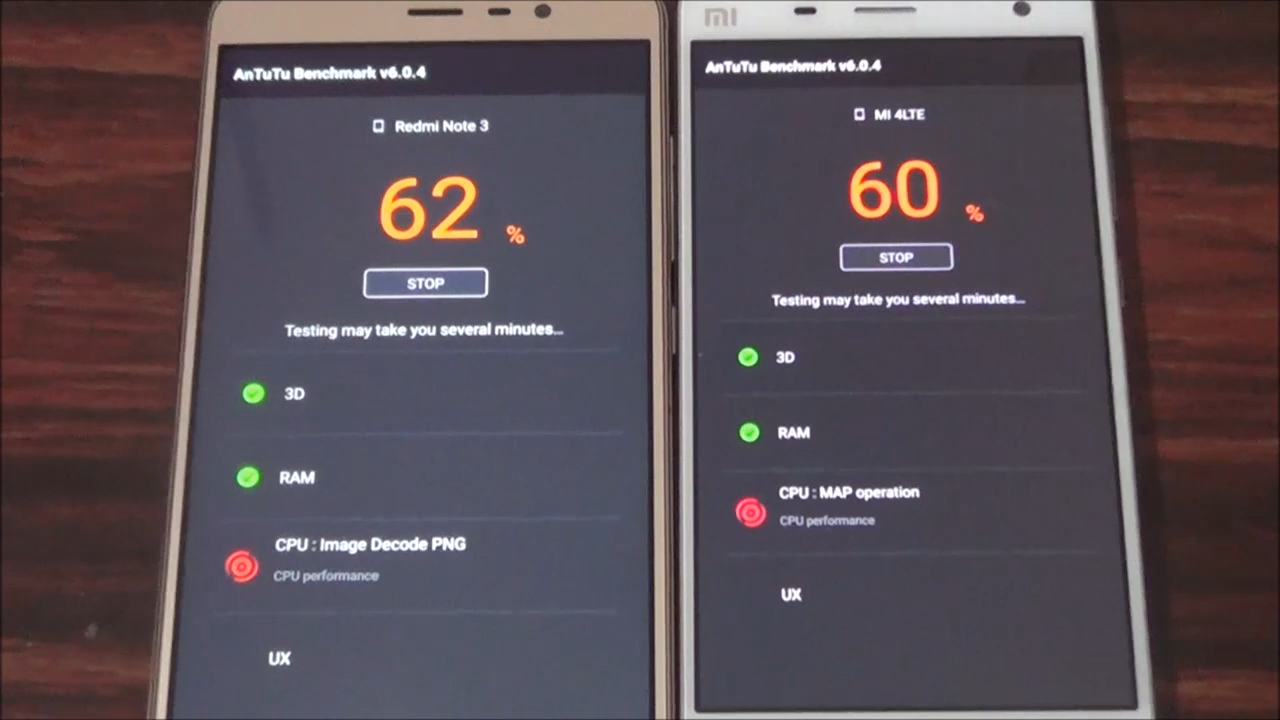 AnTuTu Benchmark v6.0.4
Redmi Note 3
62 %
STOP
Testing may take you several minutes...
3D
RAM
CPU : Image Decode PNG
CPU performance
UX
mi
AnTuTu Benchmark v6.0.4
MI 4LTE
60 %
STOP
Testing may take you several minutes...
3D
RAM
CPU : MAP operation
CPU performance
UX